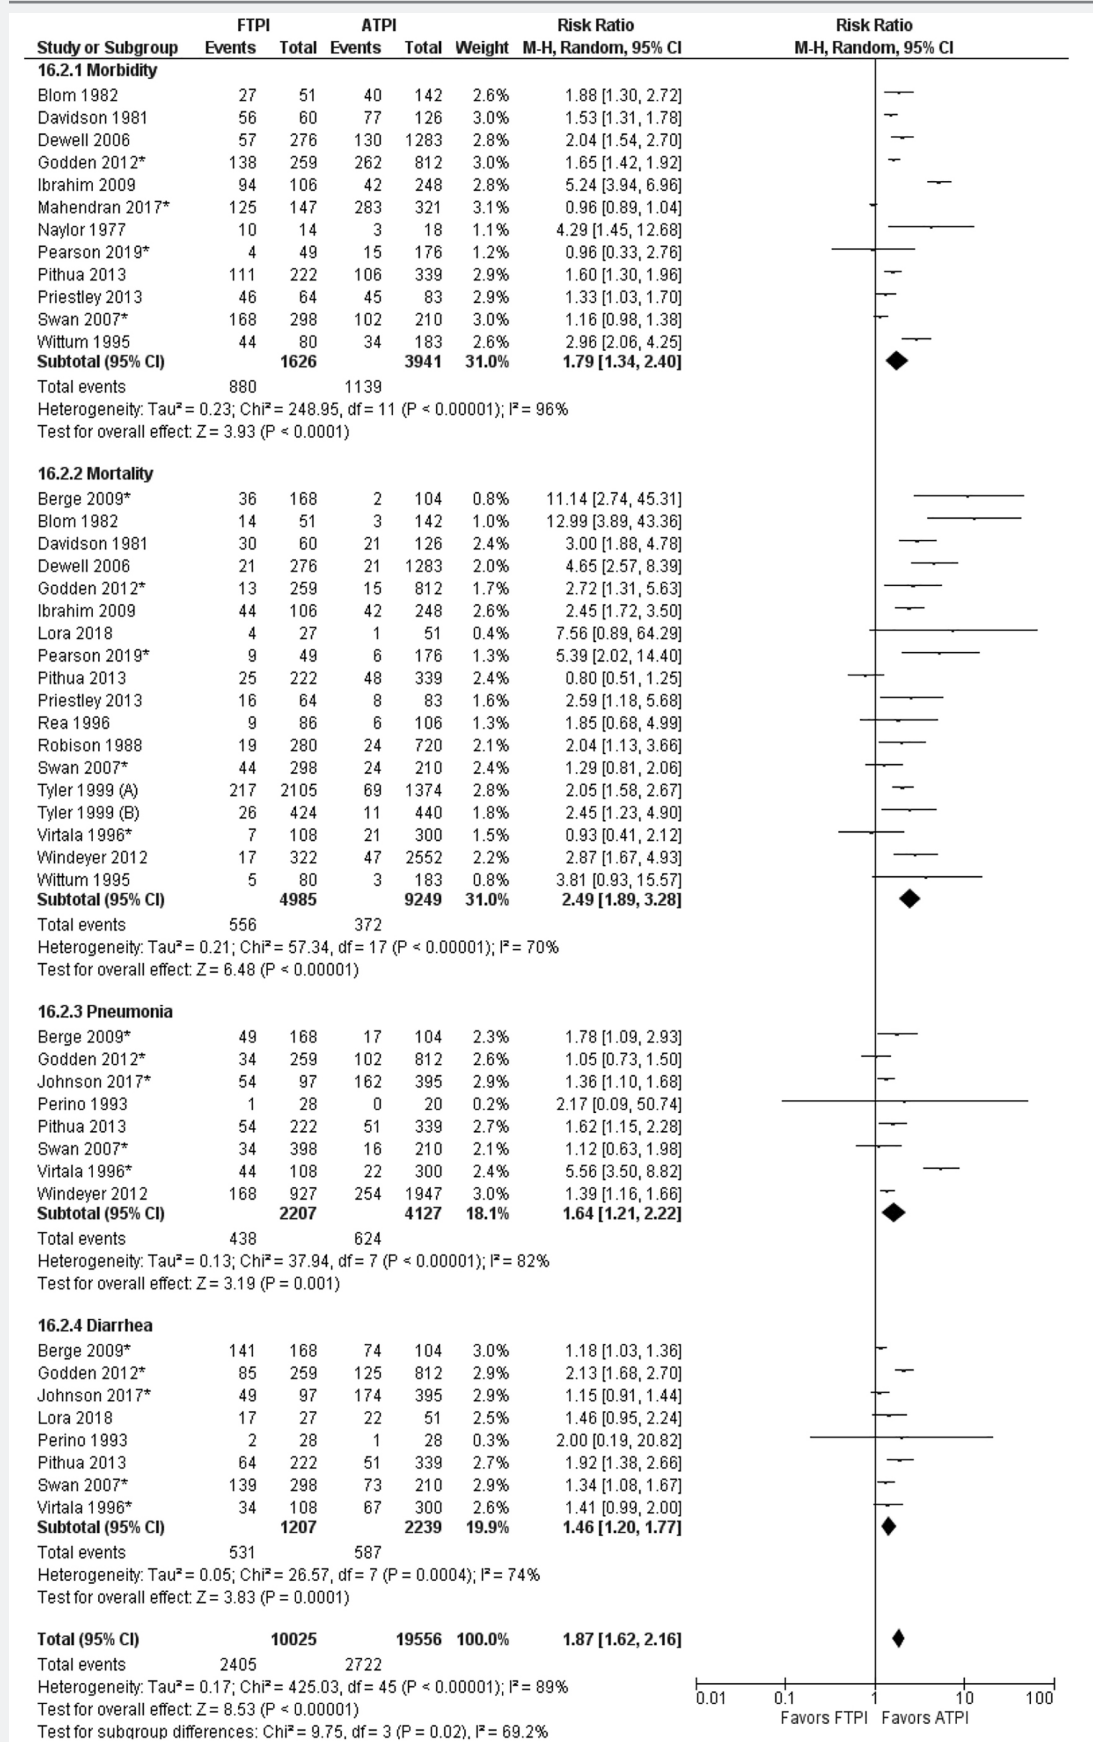 FTPI ATPI Risk Ratio Risk Ratio
Study or Subgroup Events Total Events Total Weight M-H, Random, 95% CI M-H, Random, 95% CI
16.2.1 Morbidity
Blom 1982 27 51 40 142 2.6% 1.88 [1.30, 2.72]
Davidson 1981 56 60 77 126 3.0% 1.53 [1.31, 1.78]
Dewell 2006 57 276 130 1283 2.8% 2.04 [1.54, 2.70]
Godden 2012* 138 259 262 812 3.0% 1.65 [1.42, 1.92]
Ibrahim 2009 94 106 42 248 2.8% 5.24 [3.94, 6.96]
Mahendran 2017* 125 147 283 321 3.1% 0.96 [0.89, 1.04]
Naylor 1977 10 14 3 18 1.1% 4.29 [1.45, 12.68]
Pearson 2019* 4 49 15 176 1.2% 0.96 [0.33, 2.76]
Pithua 2013 111 222 106 339 2.9% 1.60 [1.30, 1.96]
Priestley 2013 46 64 45 83 2.9% 1.33 [1.03, 1.70]
Swan 2007* 168 298 102 210 3.0% 1.16 [0.98, 1.38]
Wittum 1995 44 80 34 183 2.6% 2.96 [2.06, 4.25]
Subtotal (95% CI) 1626 3941 31.0% 1.79 [1.34, 2.40]
Total events 880 1139
Heterogeneity: Tau² = 0.23; Chi² = 248.95, df = 11 (P < 0.00001); I² = 96%
Test for overall effect: Z = 3.93 (P < 0.0001)
16.2.2 Mortality
Berge 2009* 36 168 2 104 0.8% 11.14 [2.74, 45.31]
Blom 1982 14 51 3 142 1.0% 12.99 [3.89, 43.36]
Davidson 1981 30 60 21 126 2.4% 3.00 [1.88, 4.78]
Dewell 2006 21 276 21 1283 2.0% 4.65 [2.57, 8.39]
Godden 2012* 13 259 15 812 1.7% 2.72 [1.31, 5.63]
Ibrahim 2009 44 106 42 248 2.6% 2.45 [1.72, 3.50]
Lora 2018 4 27 1 51 0.4% 7.56 [0.89, 64.29]
Pearson 2019* 9 49 6 176 1.3% 5.39 [2.02, 14.40]
Pithua 2013 25 222 48 339 2.4% 0.80 [0.51, 1.25]
Priestley 2013 16 64 8 83 1.6% 2.59 [1.18, 5.68]
Rea 1996 9 86 6 106 1.3% 1.85 [0.68, 4.99]
Robison 1988 19 280 24 720 2.1% 2.04 [1.13, 3.66]
Swan 2007* 44 298 24 210 2.4% 1.29 [0.81, 2.06]
Tyler 1999 (A) 217 2105 69 1374 2.8% 2.05 [1.58, 2.67]
Tyler 1999 (B) 26 424 11 440 1.8% 2.45 [1.23, 4.90]
Virtala 1996* 7 108 21 300 1.5% 0.93 [0.41, 2.12]
Windeyer 2012 17 322 47 2552 2.2% 2.87 [1.67, 4.93]
Wittum 1995 5 80 3 183 0.8% 3.81 [0.93, 15.57]
Subtotal (95% CI) 4985 9249 31.0% 2.49 [1.89, 3.28]
Total events 556 372
Heterogeneity: Tau² = 0.21; Chi² = 57.34, df = 17 (P < 0.00001); I² = 70%
Test for overall effect: Z = 6.48 (P < 0.00001)
16.2.3 Pneumonia
Berge 2009* 49 168 17 104 2.3% 1.78 [1.09, 2.93]
Godden 2012* 34 259 102 812 2.6% 1.05 [0.73, 1.50]
Johnson 2017* 54 97 162 395 2.9% 1.36 [1.10, 1.68]
Perino 1993 1 28 0 20 0.2% 2.17 [0.09, 50.74]
Pithua 2013 54 222 51 339 2.7% 1.62 [1.15, 2.28]
Swan 2007* 34 398 16 210 2.1% 1.12 [0.63, 1.98]
Virtala 1996* 44 108 22 300 2.4% 5.56 [3.50, 8.82]
Windeyer 2012 168 927 254 1947 3.0% 1.39 [1.16, 1.66]
Subtotal (95% CI) 2207 4127 18.1% 1.64 [1.21, 2.22]
Total events 438 624
Heterogeneity: Tau² = 0.13; Chi² = 37.94, df = 7 (P < 0.00001); I² = 82%
Test for overall effect: Z = 3.19 (P = 0.001)
16.2.4 Diarrhea
Berge 2009* 141 168 74 104 3.0% 1.18 [1.03, 1.36]
Godden 2012* 85 259 125 812 2.9% 2.13 [1.68, 2.70]
Johnson 2017* 49 97 174 395 2.9% 1.15 [0.91, 1.44]
Lora 2018 17 27 22 51 2.5% 1.46 [0.95, 2.24]
Perino 1993 2 28 1 28 0.3% 2.00 [0.19, 20.82]
Pithua 2013 64 222 51 339 2.7% 1.92 [1.38, 2.66]
Swan 2007* 139 298 73 210 2.9% 1.34 [1.08, 1.67]
Virtala 1996* 34 108 67 300 2.6% 1.41 [0.99, 2.00]
Subtotal (95% CI) 1207 2239 19.9% 1.46 [1.20, 1.77]
Total events 531 587
Heterogeneity: Tau² = 0.05; Chi² = 26.57, df = 7 (P = 0.0004); I² = 74%
Test for overall effect: Z = 3.83 (P = 0.0001)
Total (95% CI) 10025 19556 100.0% 1.87 [1.62, 2.16]
Total events 2405 2722
Heterogeneity: Tau² = 0.17; Chi² = 425.03, df = 45 (P < 0.00001); I² = 89%
0.01 0.1 1 10 100
Test for overall effect: Z = 8.53 (P < 0.00001)
Favors FTPI Favors ATPI
Test for subgroup differences: Chi² = 9.75, df = 3 (P = 0.02), I² = 69.2%